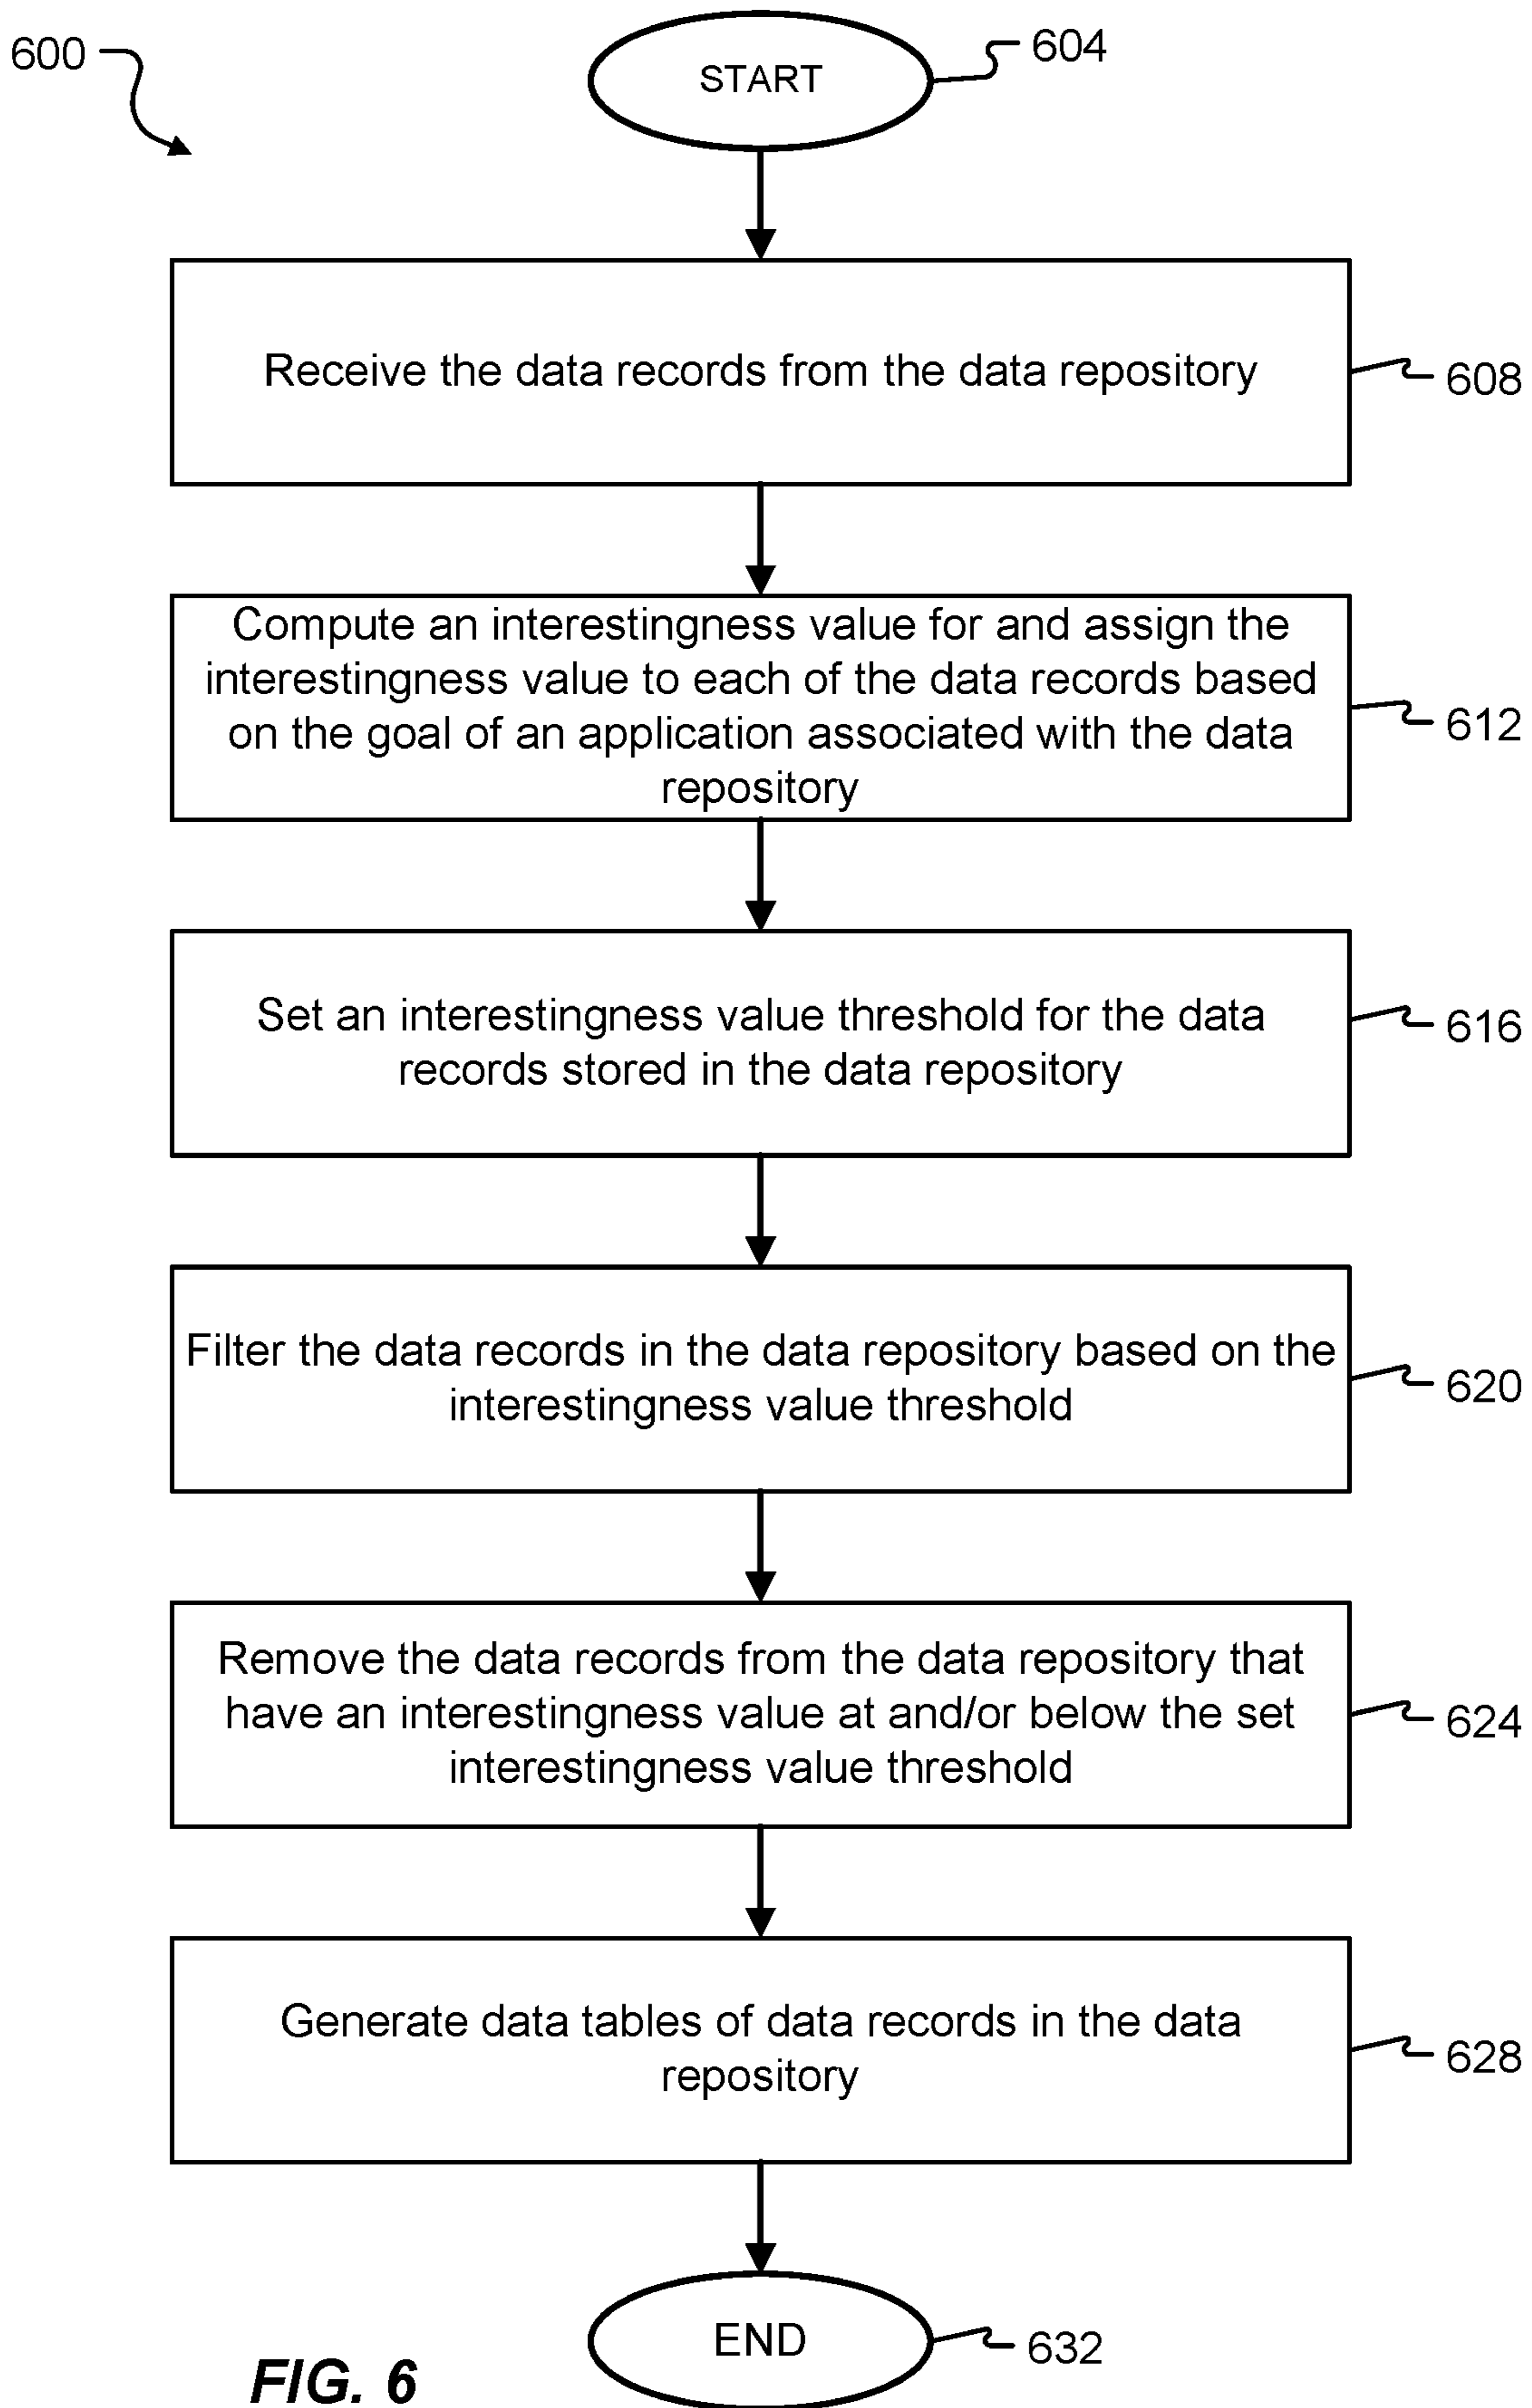 600
START
604
Receive the data records from the data repository
608
Compute an interestingness value for and assign the
interestingness value to each of the data records based
on the goal of an application associated with the data
repository
612
Set an interestingness value threshold for the data
records stored in the data repository
616
Filter the data records in the data repository based on the
interestingness value threshold
620
Remove the data records from the data repository that
have an interestingness value at and/or below the set
interestingness value threshold
624
Generate data tables of data records in the data
repository
628
END
632
FIG. 6